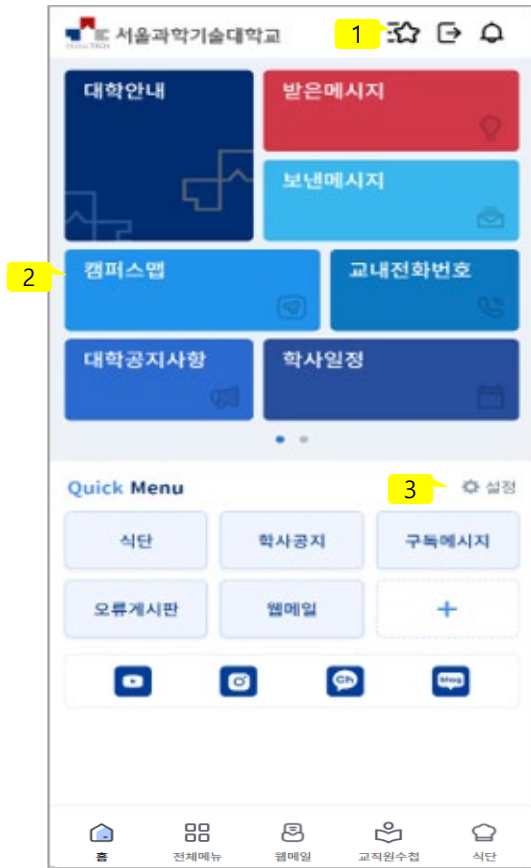 서울과학기술대학교
1
대학안내
받은메시지
보낸메시지
2
캠퍼스맵
교내전화번호
대학공지사항
학사일정
Quick Menu
3
설정
식단
학사공지
구독메시지
오류게시판
웹메일
+
Ch
blog
홈
전체메뉴
웹메일
교직원수첩
식단